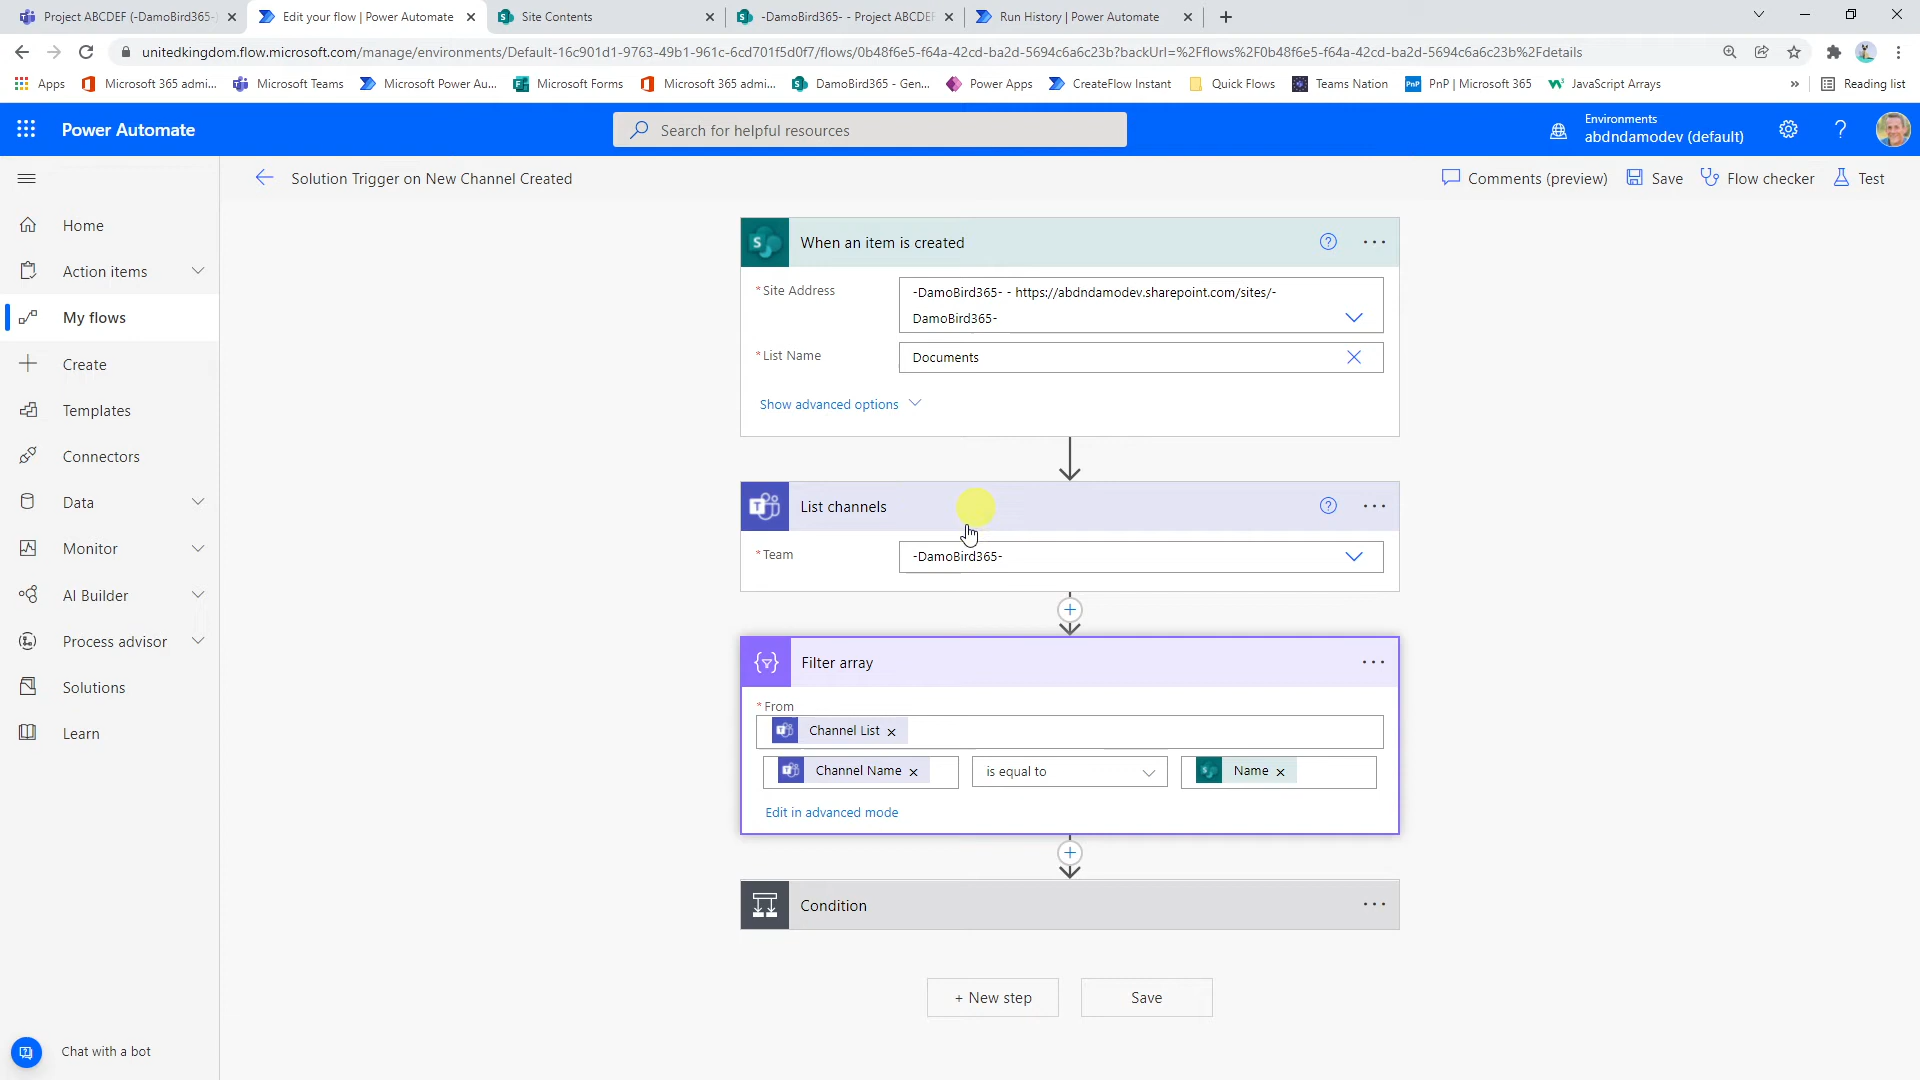 Project ABCDEF (-DamoBird365-
Edit your flow | Power Automate
Site Contents
-DamoBird365- - Project ABCDEF
Run History | Power Automate
unitedkingdom.flow.microsoft.com/manage/environments/Default-16c901d1-9763-49b1-961c-6cd701f5d0f7/flows/0b48f6e5-f64a-42cd-ba2d-5694c6a6c23b?backUrl=%2Fflows%2F0b48f6e5-f64a-42cd-ba2d-5694c6a6c23b%2Fdetails
Apps
Microsoft 365 admi...
Microsoft Teams
Microsoft Power Au...
Microsoft Forms
Microsoft 365 admi...
DamoBird365 - Gen...
Power Apps
CreateFlow Instant
Quick Flows
Teams Nation
PnP
PnP | Microsoft 365
JavaScript Arrays
»
Reading list
Power Automate
Search for helpful resources
Environments
abdndamodev (default)
Solution Trigger on New Channel Created
Comments (preview)
Save
Flow checker
Test
Home
Action items
My flows
Create
Templates
Connectors
Data
Monitor
AI Builder
Process advisor
Solutions
Learn
Chat with a bot
When an item is created
*Site Address
-DamoBird365- - https://abdndamodev.sharepoint.com/sites/-
DamoBird365-
*List Name
Documents
Show advanced options
List channels
*Team
-DamoBird365-
Filter array
*From
Channel List
Channel Name
is equal to
Name
Edit in advanced mode
Condition
+ New step
Save